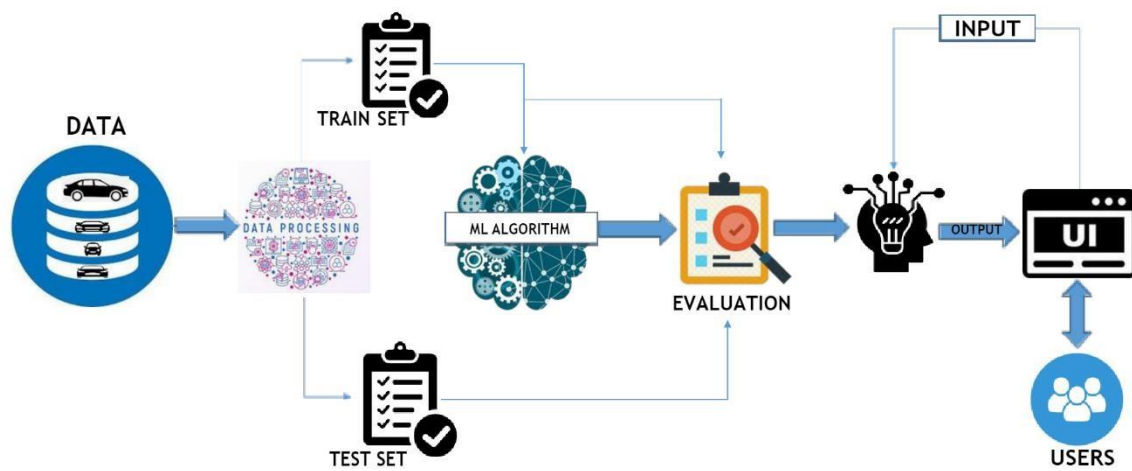 DATA
DATA PROCESSING
TRAIN SET
TEST SET
ML ALGORITHM
EVALUATION
INPUT
OUTPUT
UI
USERS